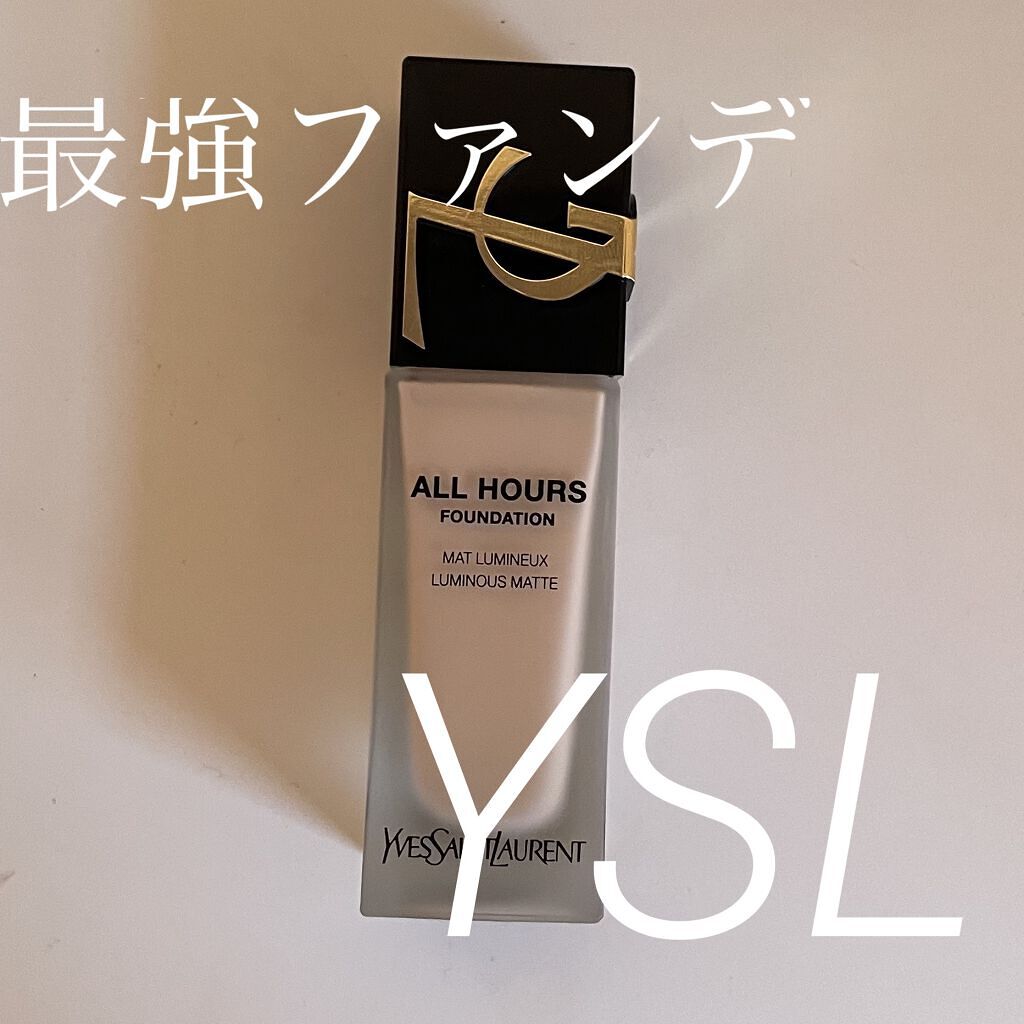 最強ファンデ
ALL HOURS
FOUNDATION
MAT LUMINEUX
LUMINOUS MATTE
YVESSAINTLAURENT
YSL